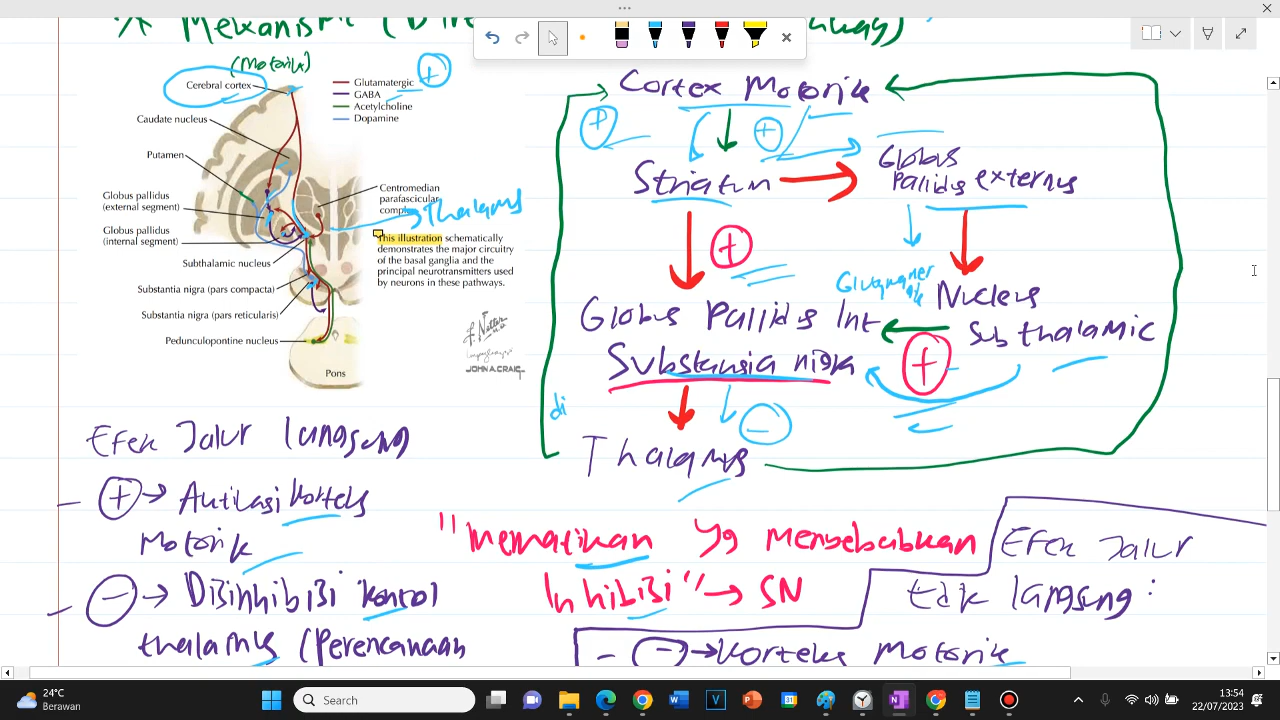 Mekanisme
(Motorik)
Cerebral cortex
Caudate nucleus
Putamen
Globus pallidus
(external segment)
Globus pallidus
(internal segment)
Subthalamic nucleus
Substantia nigra (pars compacta)
Substantia nigra (pars reticularis)
Pedunculopontine nucleus
Pons
Glutamatergic
GABA
Acetylcholine
Dopamine
+
Centromedian
parafascicular
complex
Thalamus
This illustration schematically
demonstrates the major circuitry
of the basal ganglia and the
principal neurotransmitters used
by neurons in these pathways.
JOHN A. CRAIG
Cortex Motorik
+
Striatum
Globus
Pallidus externus
+
Nucleus
Sub thalamic
Globus Pallidus Int
Substansia nigra
+
di
-
Thalamus
Efek Jalur langsung
- + → Aktivasi korteks
Motorik
- - → Disinhibisi kontrol
thalamus (Perencanaan
"Mematikan yg menyebabkan
Inhibisi" → SN
Efek Jalur
tdk langsung :
- - → Korteks Motorik
24°C
Berawan
Search
13:54
22/07/2023